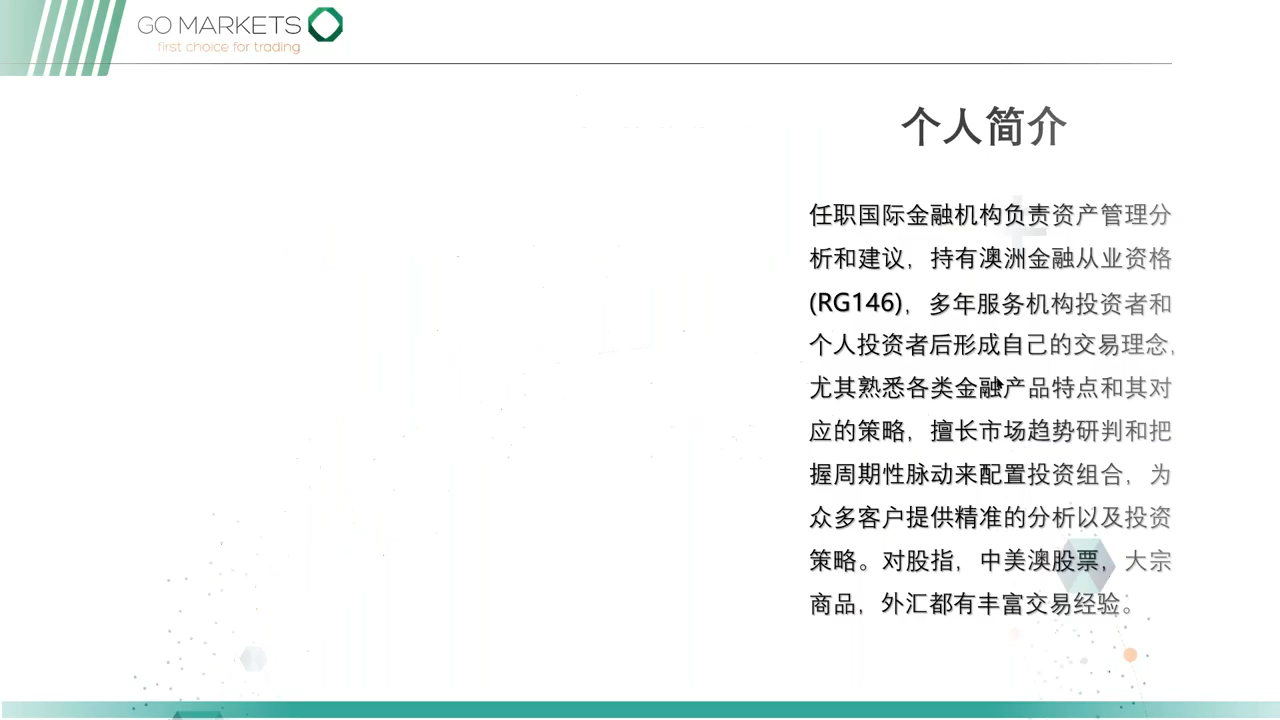 GO MARKETS
first choice for trading
个人简介
任职国际金融机构负责资产管理分
析和建议，持有澳洲金融从业资格
(RG146)，多年服务机构投资者和
个人投资者后形成自己的交易理念，
尤其熟悉各类金融产品特点和其对
应的策略，擅长市场趋势研判和把
握周期性脉动来配置投资组合，为
众多客户提供精准的分析以及投资
策略。对股指，中美澳股票，大宗
商品，外汇都有丰富交易经验。